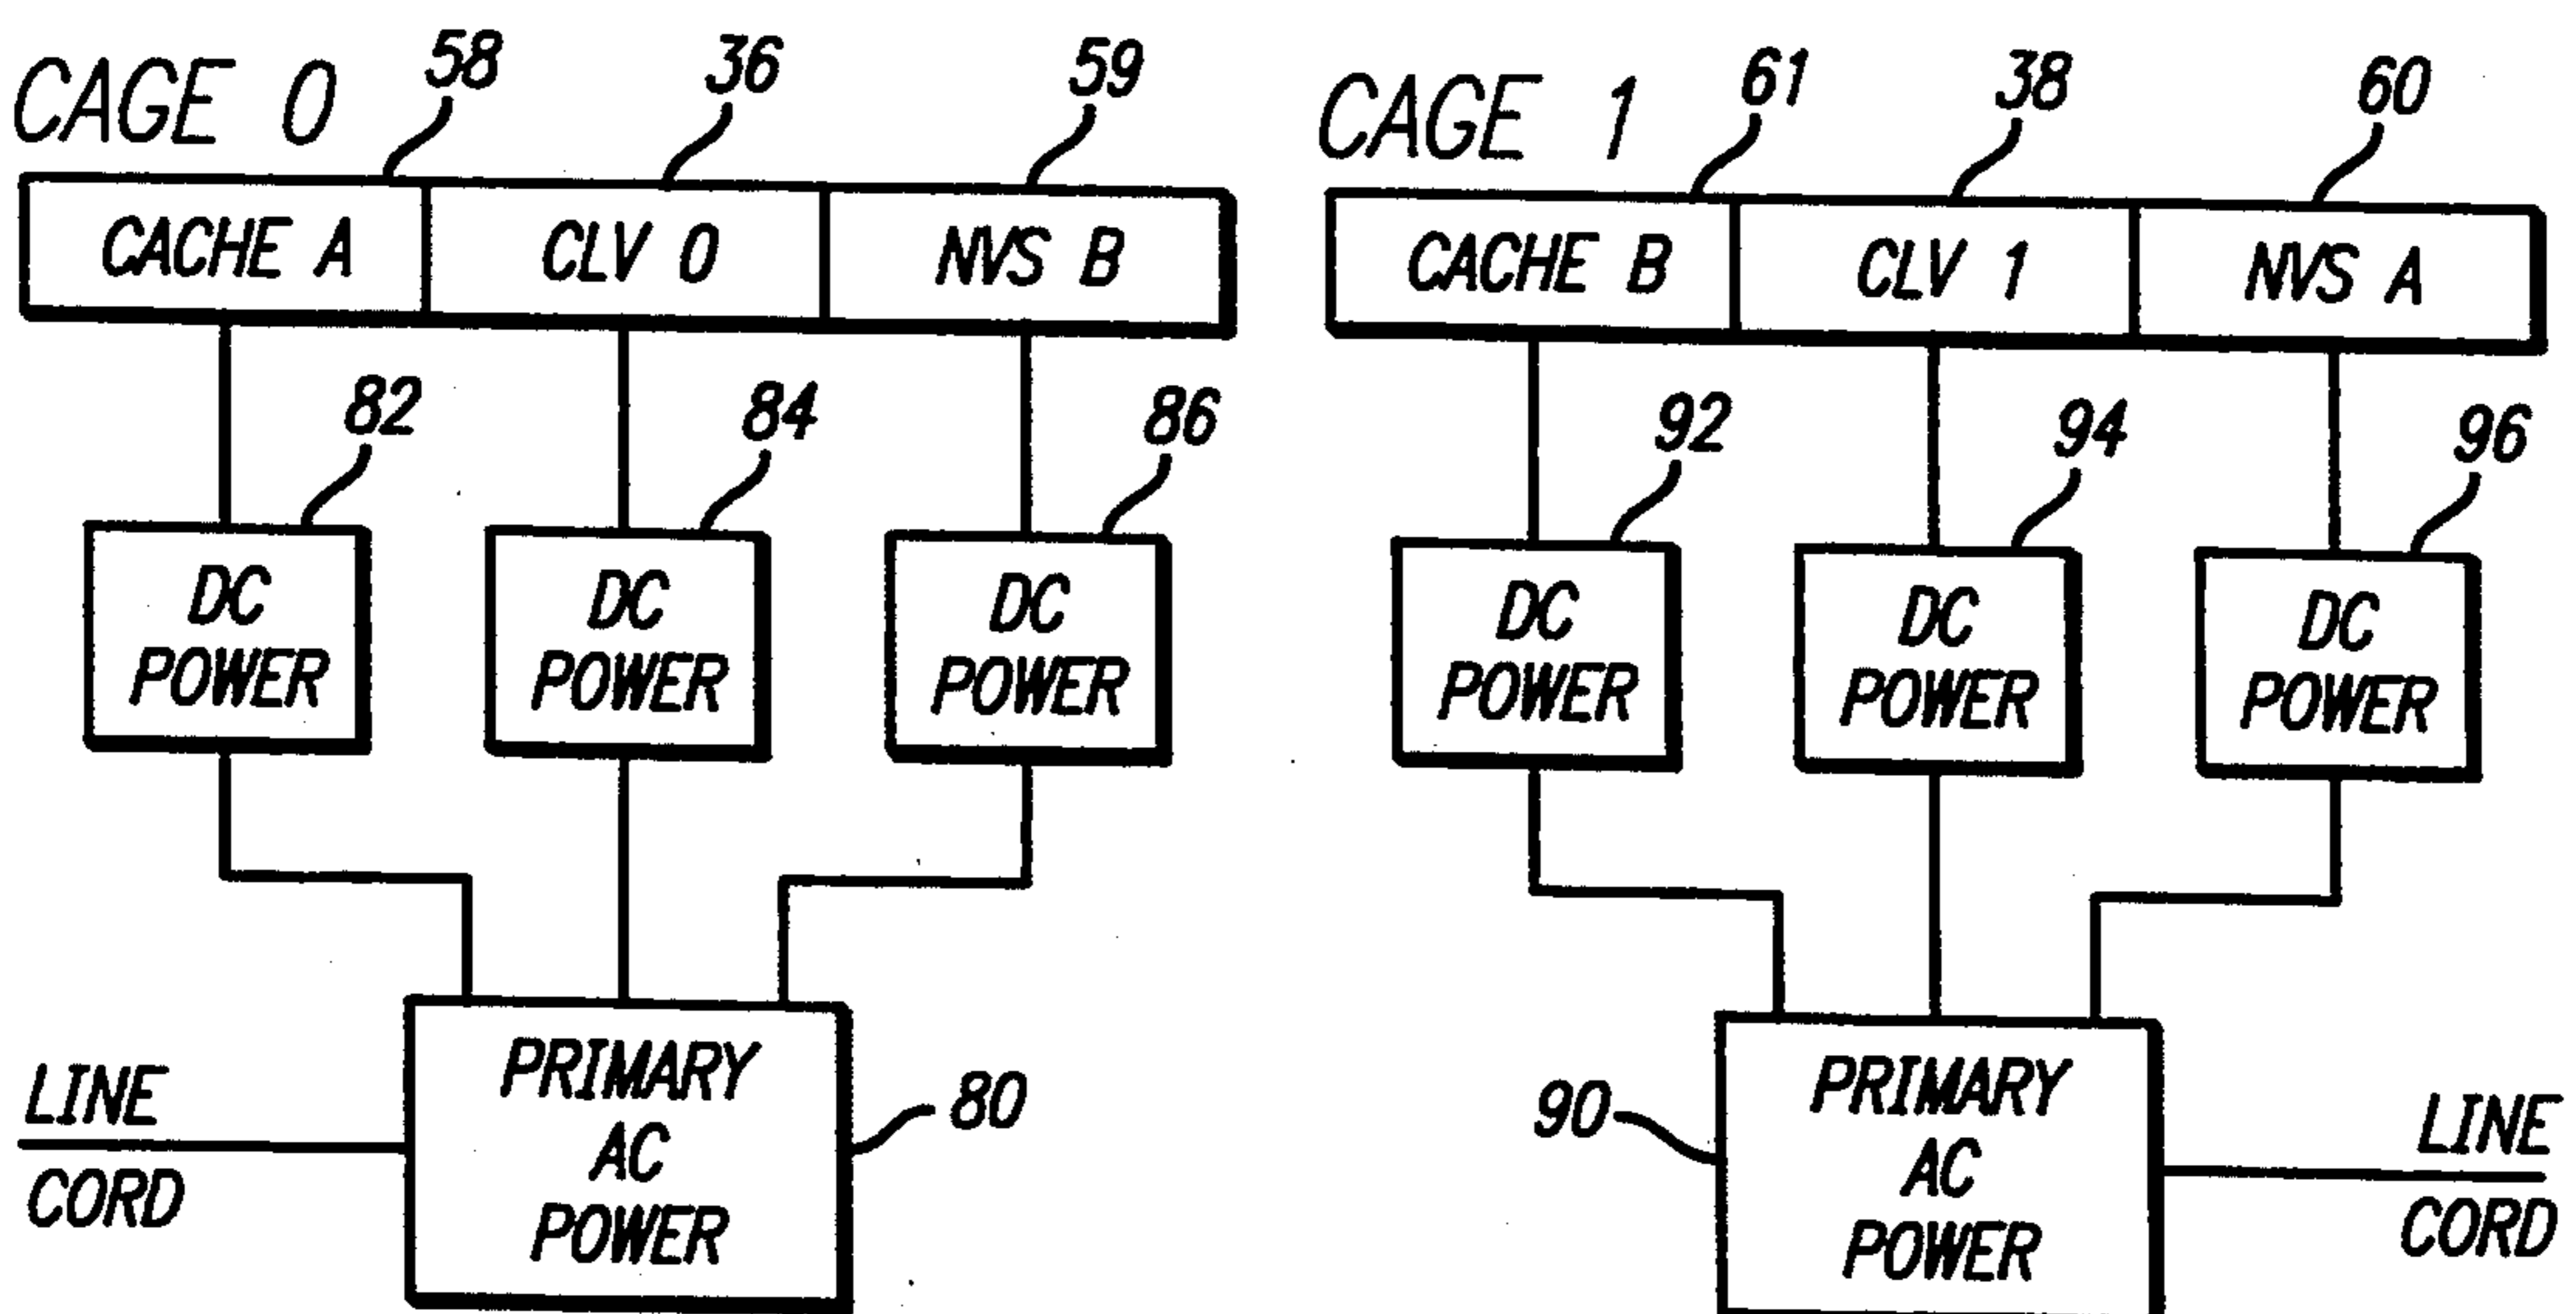 CAGE 0
58
36
59
CACHE A
CLV 0
NVS B
82
84
86
DC
POWER
DC
POWER
DC
POWER
LINE
CORD
PRIMARY
AC
POWER
80
CAGE 1
61
38
60
CACHE B
CLV 1
NVS A
92
94
96
DC
POWER
DC
POWER
DC
POWER
90
PRIMARY
AC
POWER
LINE
CORD